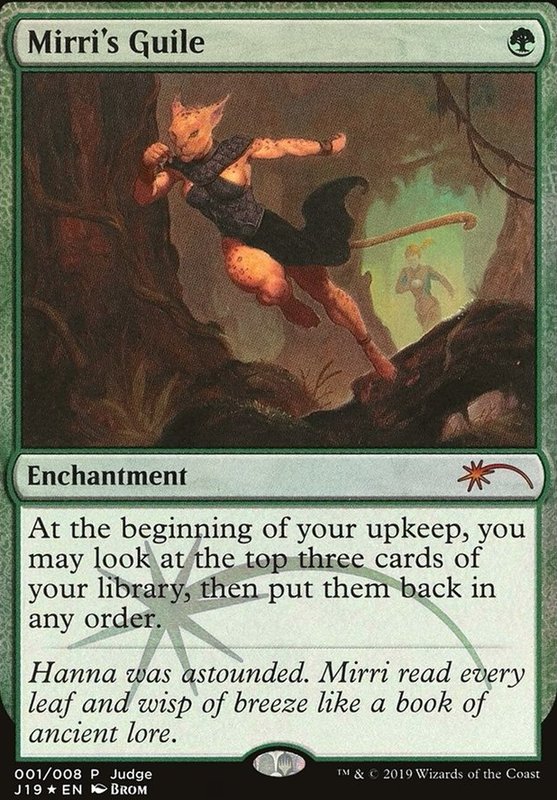 Mirri's Guile
Enchantment
At the beginning of your upkeep, you
may look at the top three cards of
your library, then put them back in
any order.
Hanna was astounded. Mirri read every
leaf and wisp of breeze like a book of
ancient lore.
001/008 P Judge
J19 ★ EN Brom
™ & © 2019 Wizards of the Coast